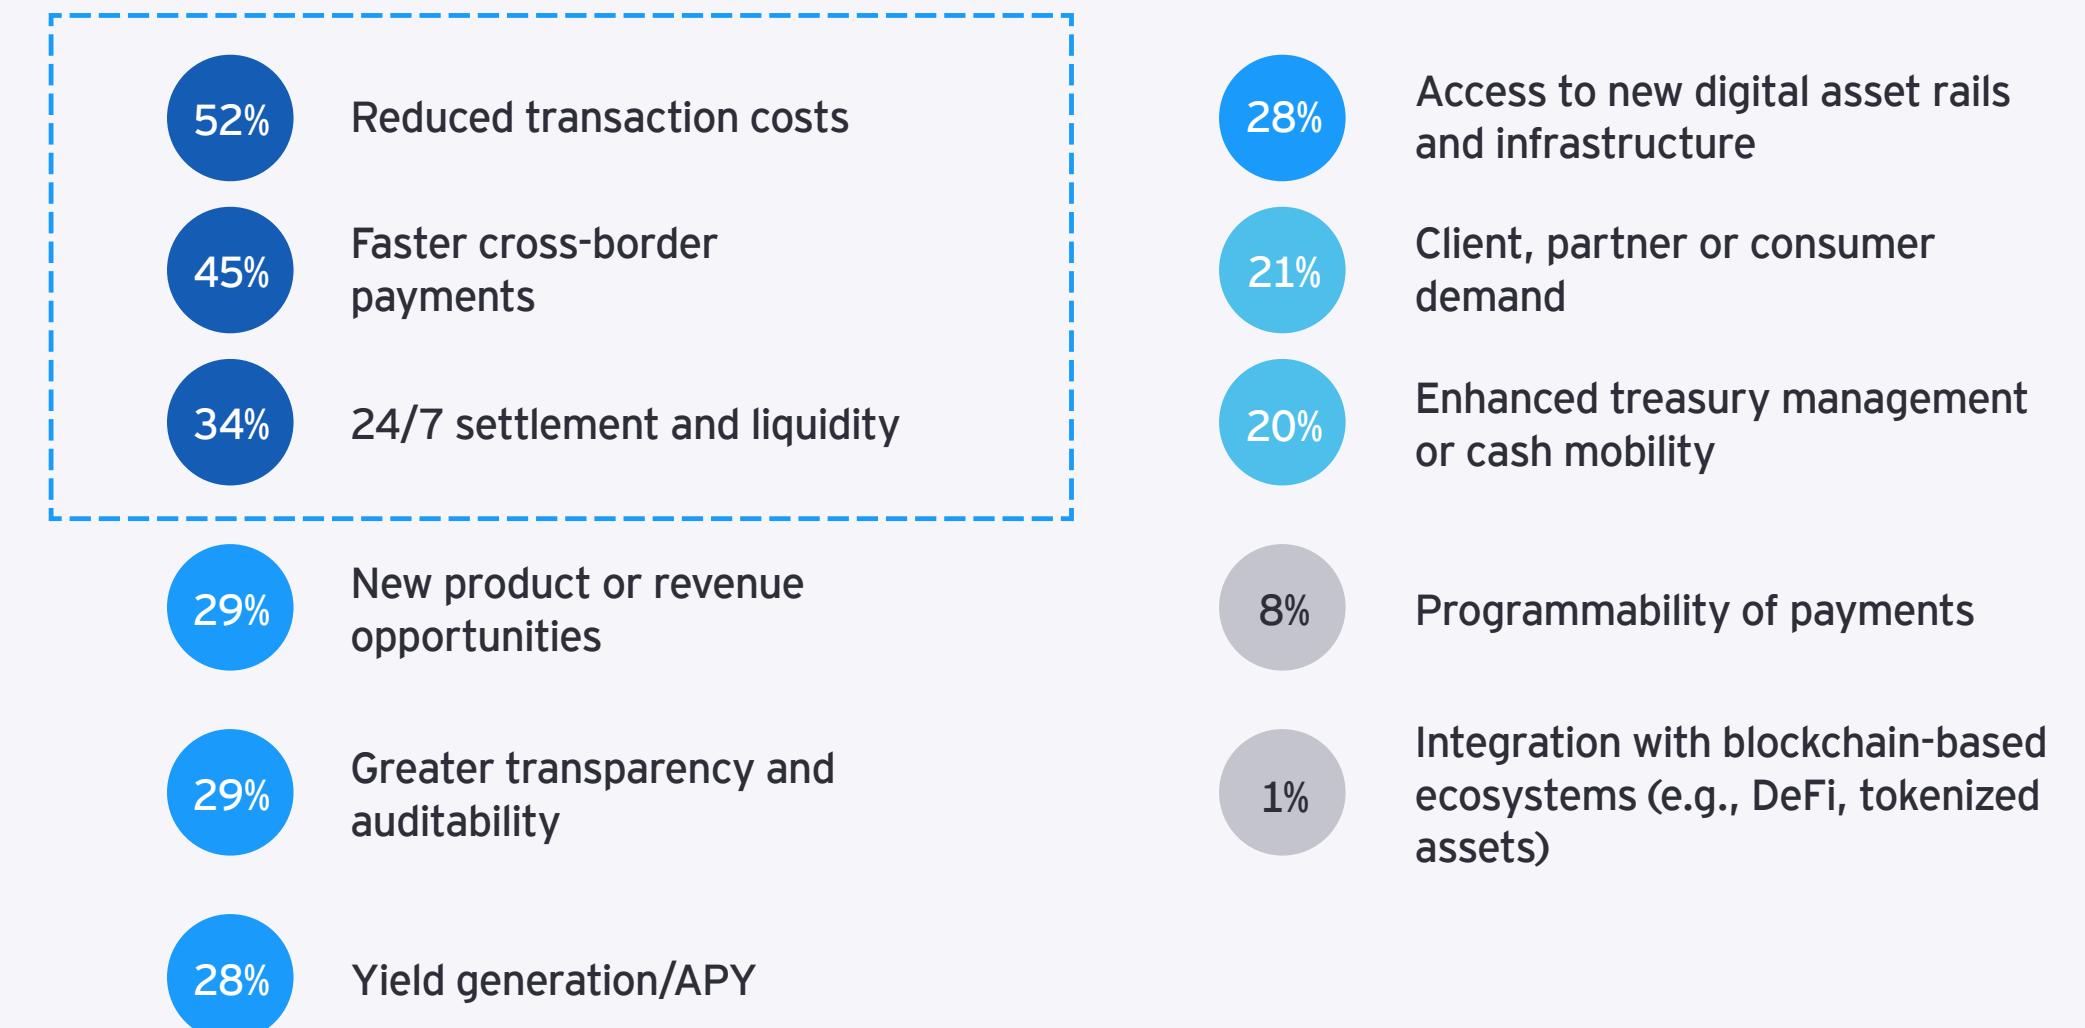 52%
Reduced transaction costs
45%
Faster cross-border
payments
34%
24/7 settlement and liquidity
29%
New product or revenue
opportunities
29%
Greater transparency and
auditability
28%
Yield generation/APY
28%
Access to new digital asset rails
and infrastructure
21%
Client, partner or consumer
demand
20%
Enhanced treasury management
or cash mobility
8%
Programmability of payments
1%
Integration with blockchain-based
ecosystems (e.g., DeFi, tokenized
assets)